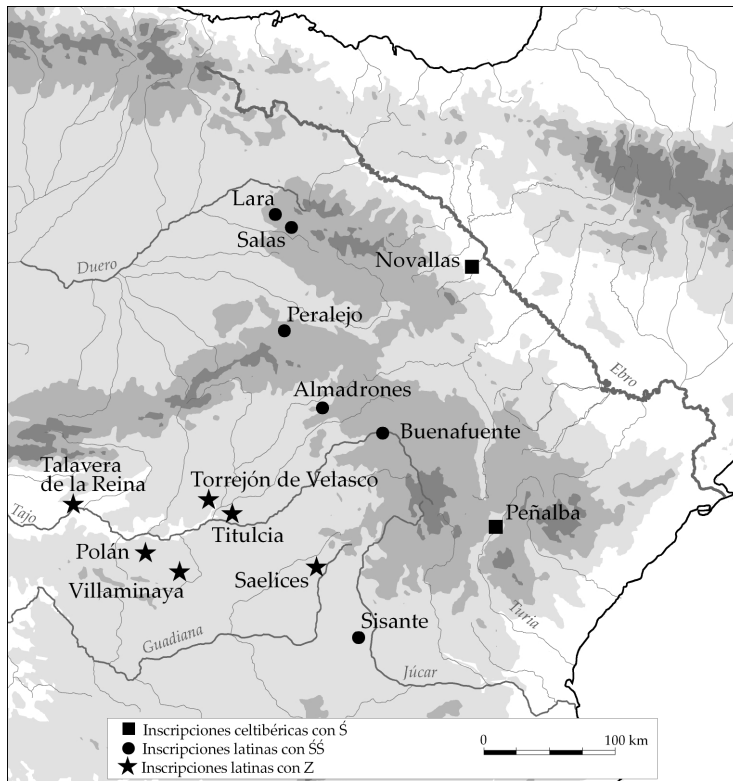 Lara
Salas
Duero
Novallas
Peralejo
Ebro
Almadrones
Buenafuente
Talavera
de la Reina
Torrejón de Velasco
Tajo
Titulcia
Peñalba
Polán
Villaminaya
Saelices
Turia
Guadiana
Sisante
Júcar
Inscripciones celtibéricas con Ś
Inscripciones latinas con ŚŚ
Inscripciones latinas con Z
0 100 km